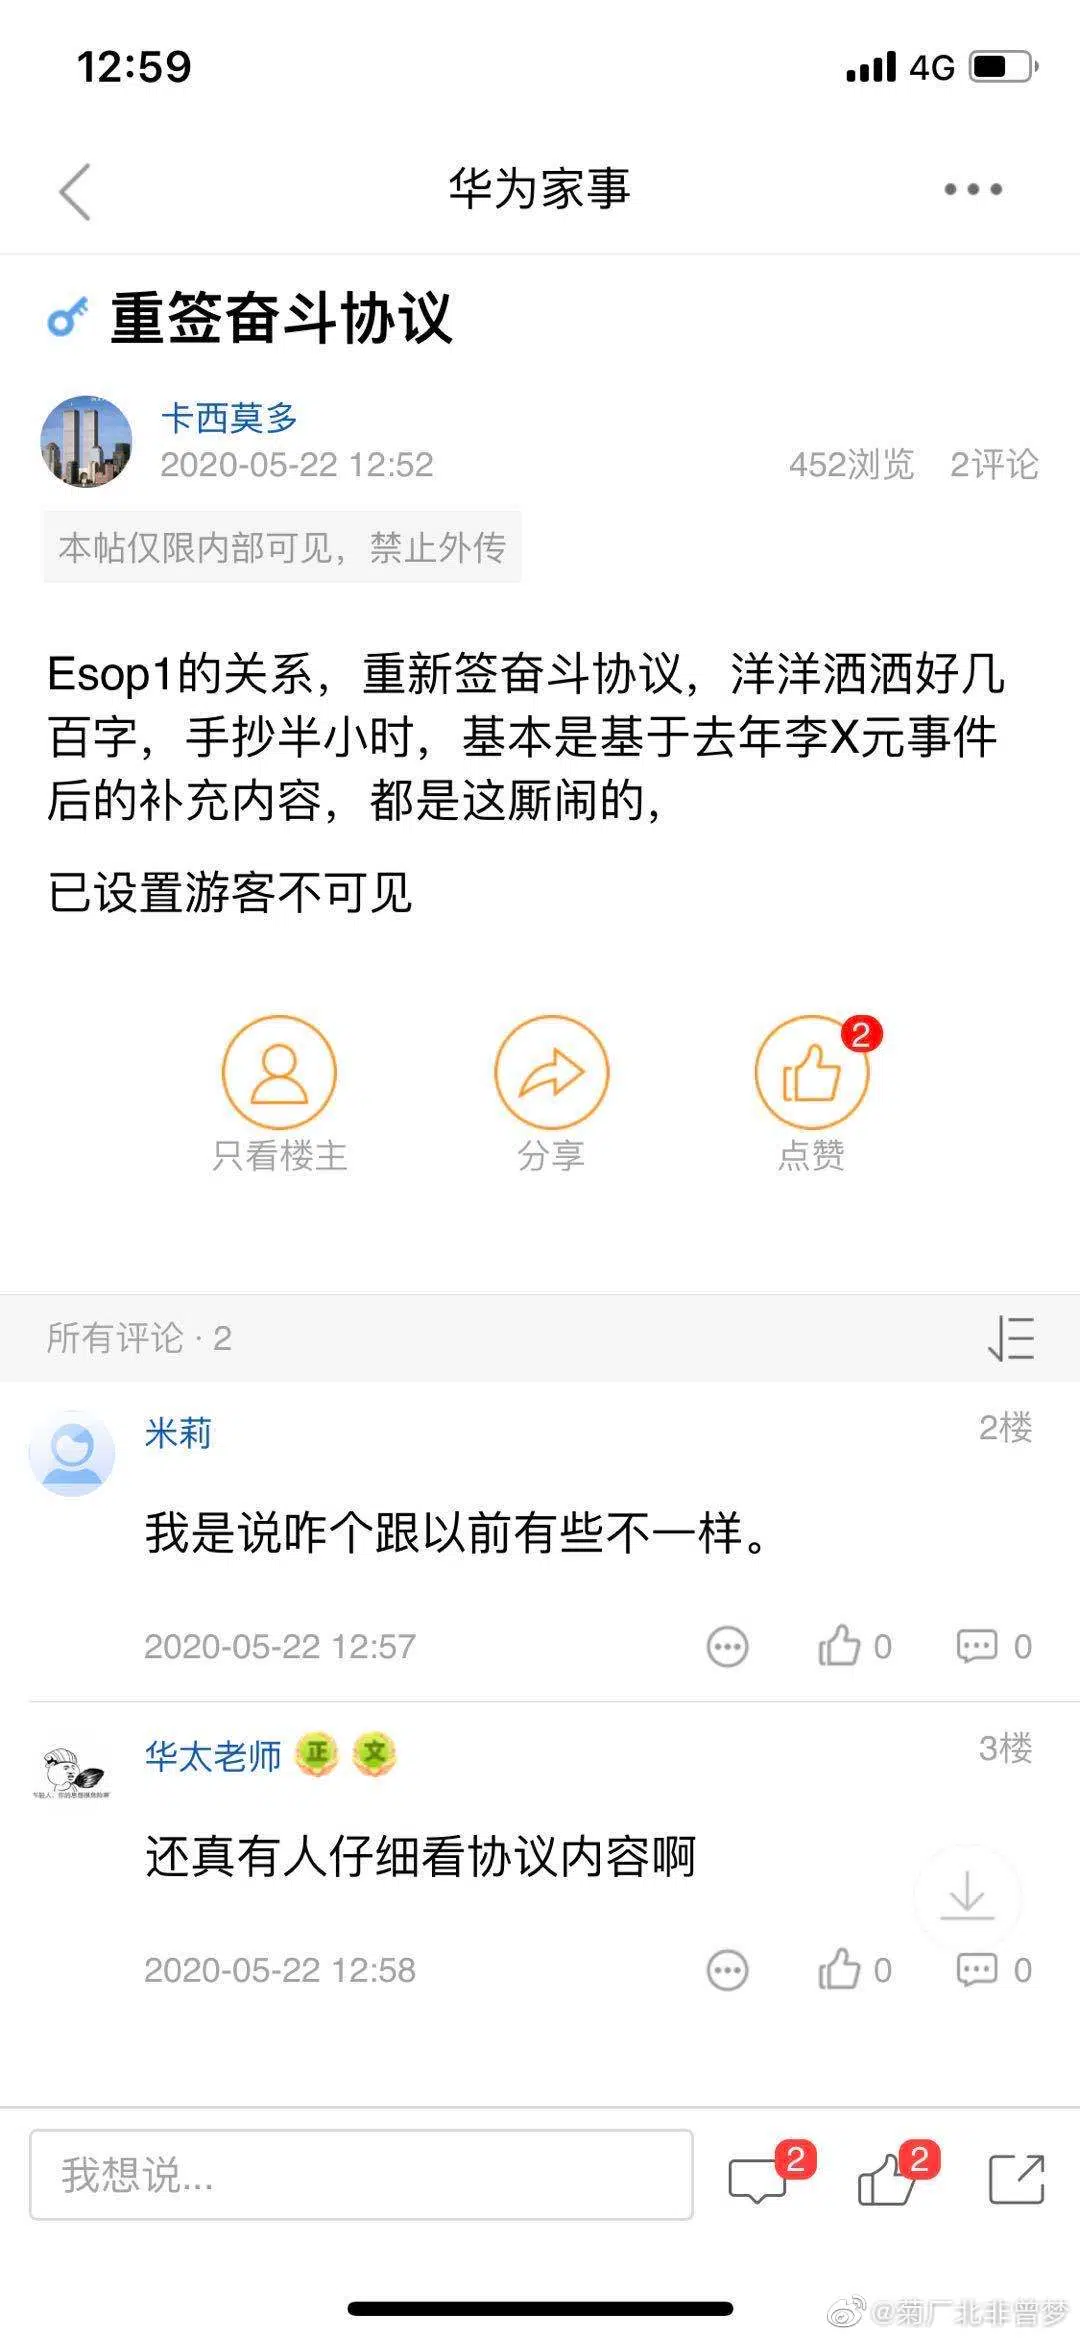 12:59
4G
华为家事
重签奋斗协议
卡西莫多
2020-05-22 12:52
452浏览 2评论
本帖仅限内部可见，禁止外传
Esop1的关系，重新签奋斗协议，洋洋洒洒好几
百字，手抄半小时，基本是基于去年李X元事件
后的补充内容，都是这厮闹的，
已设置游客不可见
2
只看楼主 分享 点赞
所有评论 · 2
米莉
2楼
我是说咋个跟以前有些不一样。
2020-05-22 12:57
0 0
华太老师 正 文
3楼
还真有人仔细看协议内容啊
2020-05-22 12:58
0 0
我想说...
2 2
@菊厂北非曾梦